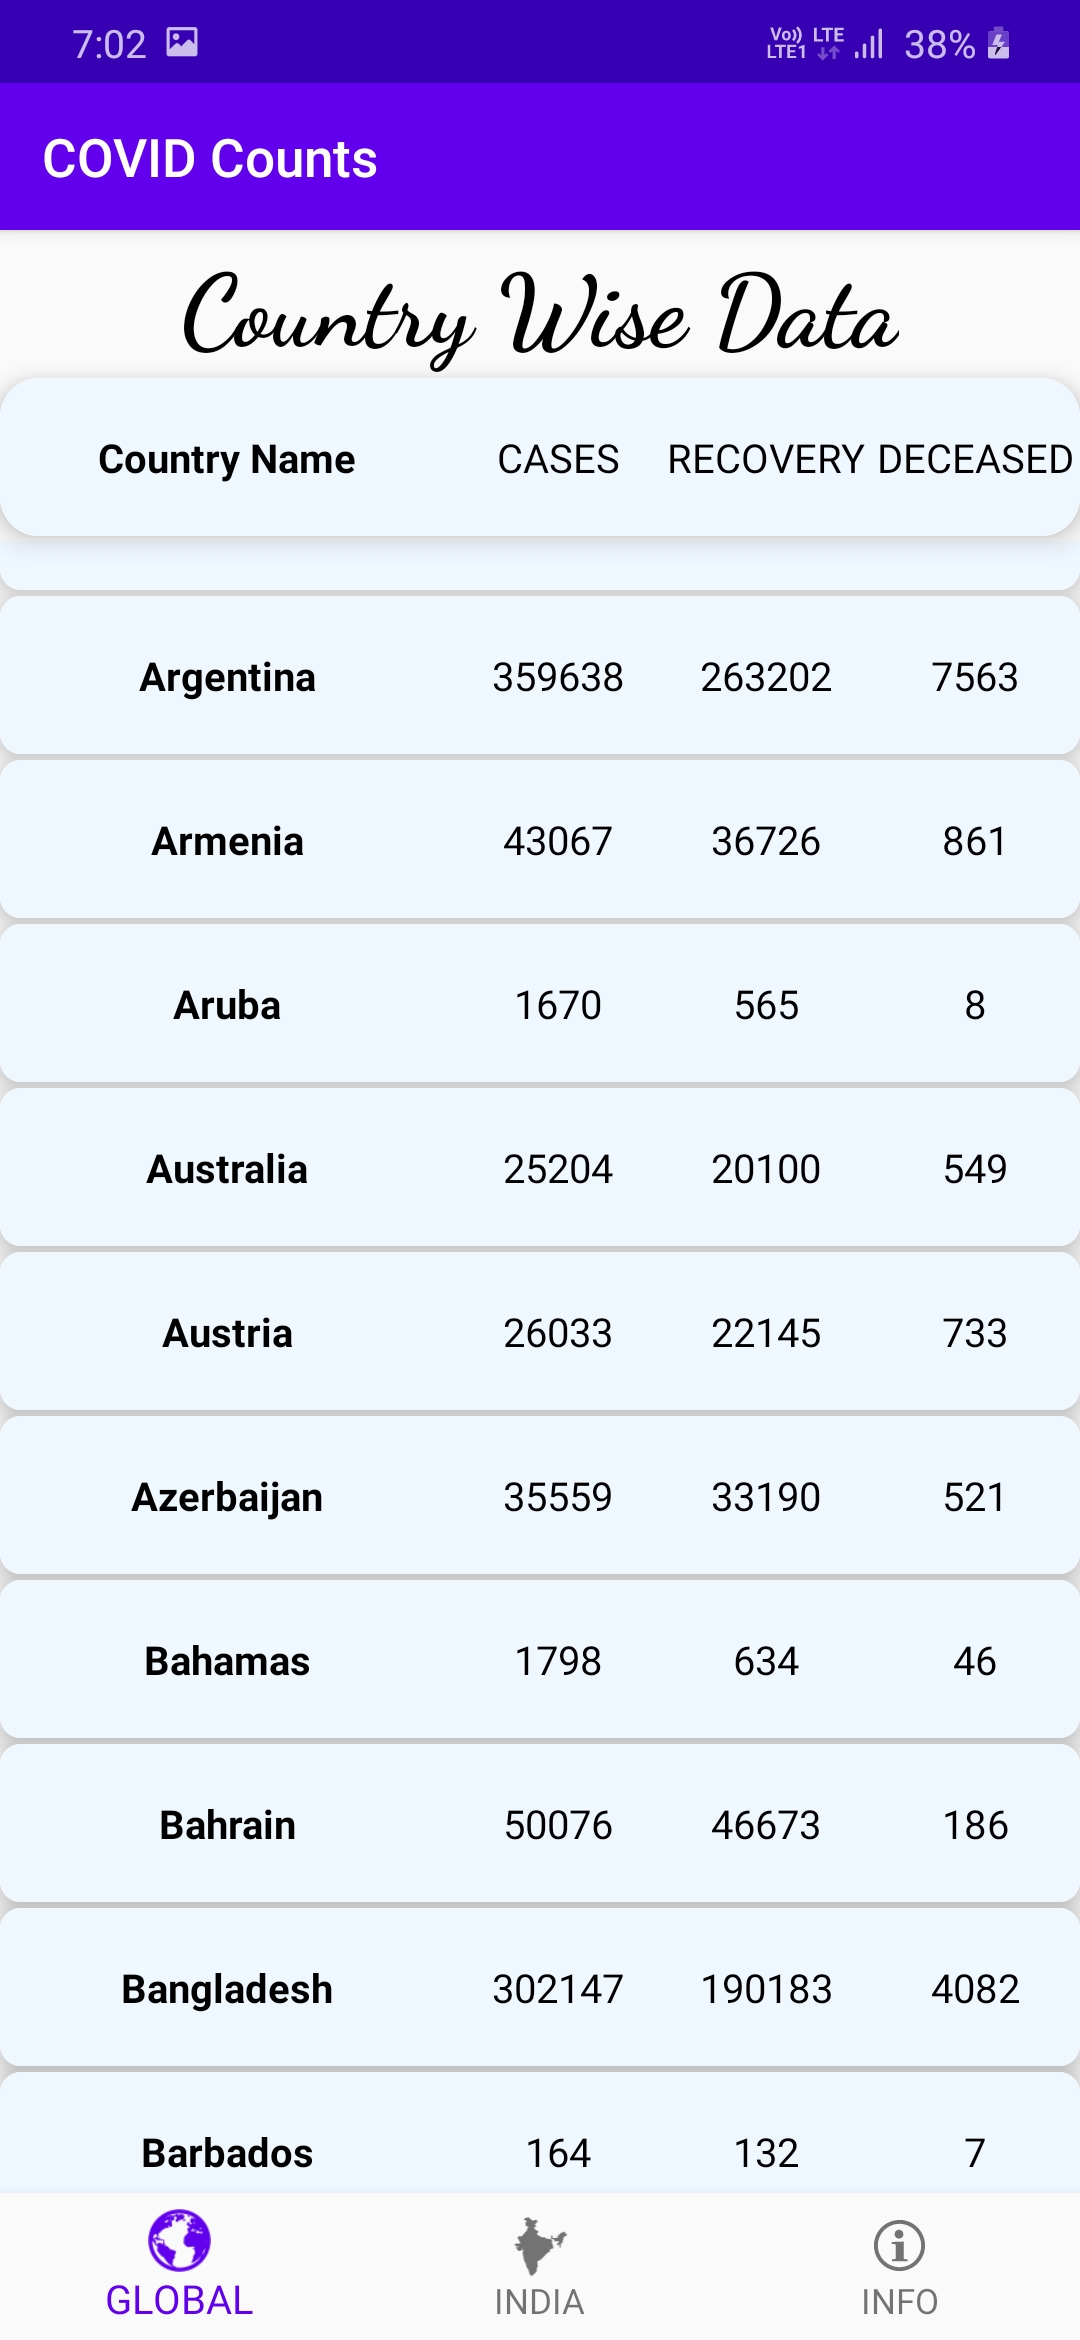 7:02 Vo)) LTE LTE1 38%
COVID Counts
Country Wise Data
Country Name CASES RECOVERY DECEASED
Argentina 359638 263202 7563
Armenia 43067 36726 861
Aruba 1670 565 8
Australia 25204 20100 549
Austria 26033 22145 733
Azerbaijan 35559 33190 521
Bahamas 1798 634 46
Bahrain 50076 46673 186
Bangladesh 302147 190183 4082
Barbados 164 132 7
GLOBAL INDIA INFO